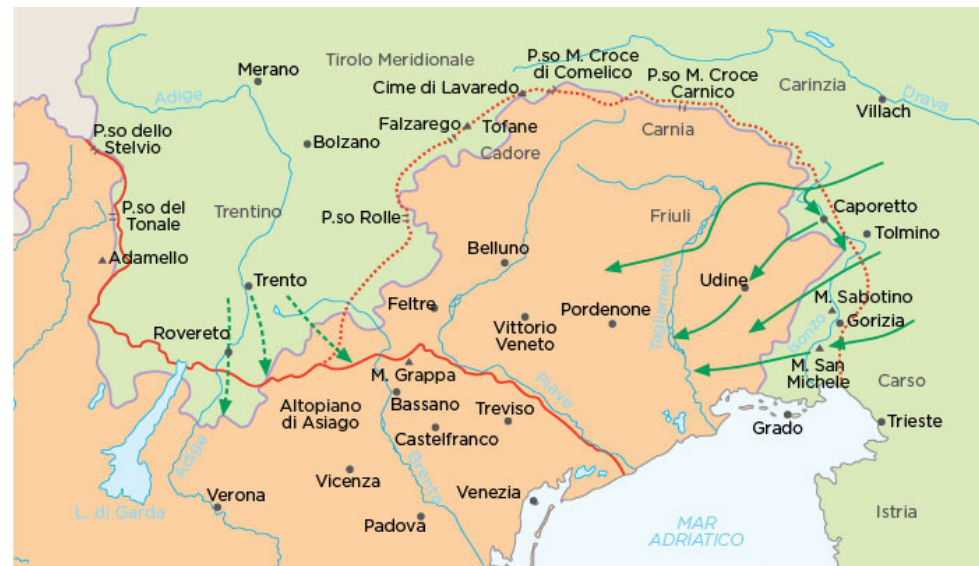 P.so M. Croce
di Comelico
P.so M. Croce
Carnico
Tirolo Meridionale
Merano
Adige
Cime di Lavaredo
Carinzia
Drava
Villach
Falzarego
Tofane
Carnia
P.so dello
Stelvio
Bolzano
Cadore
Trentino
P.so Rolle
P.so del
Tonale
Friuli
Caporetto
Tolmino
Adamello
Belluno
Trento
Udine
Feltre
Pordenone
M. Sabotino
Gorizia
Rovereto
Vittorio
Veneto
Tagliamento
Isonzo
M. San
Michele
M. Grappa
Piave
Carso
Altopiano
di Asiago
Bassano
Treviso
Grado
Trieste
Castelfranco
Adige
Brenta
Vicenza
Verona
Venezia
L. di Garda
Padova
Istria
MAR
ADRIATICO